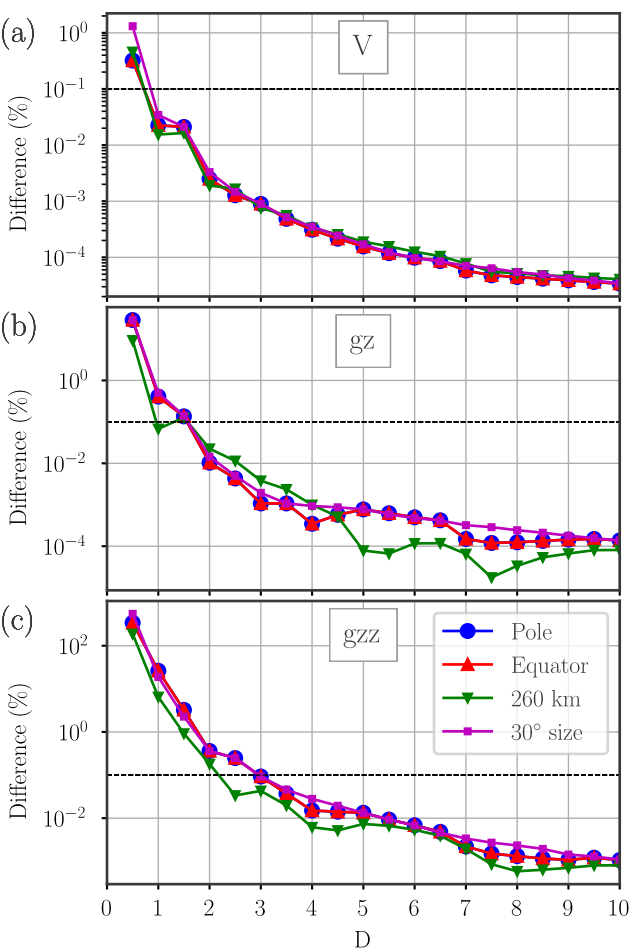 (a)
V
10^0
10^{-1}
10^{-2}
10^{-3}
10^{-4}
Difference (%)
(b)
gz
10^0
10^{-2}
10^{-4}
Difference (%)
(c)
gzz
10^2
10^0
10^{-2}
Difference (%)
Pole
Equator
260 km
30° size
0 1 2 3 4 5 6 7 8 9 10
D